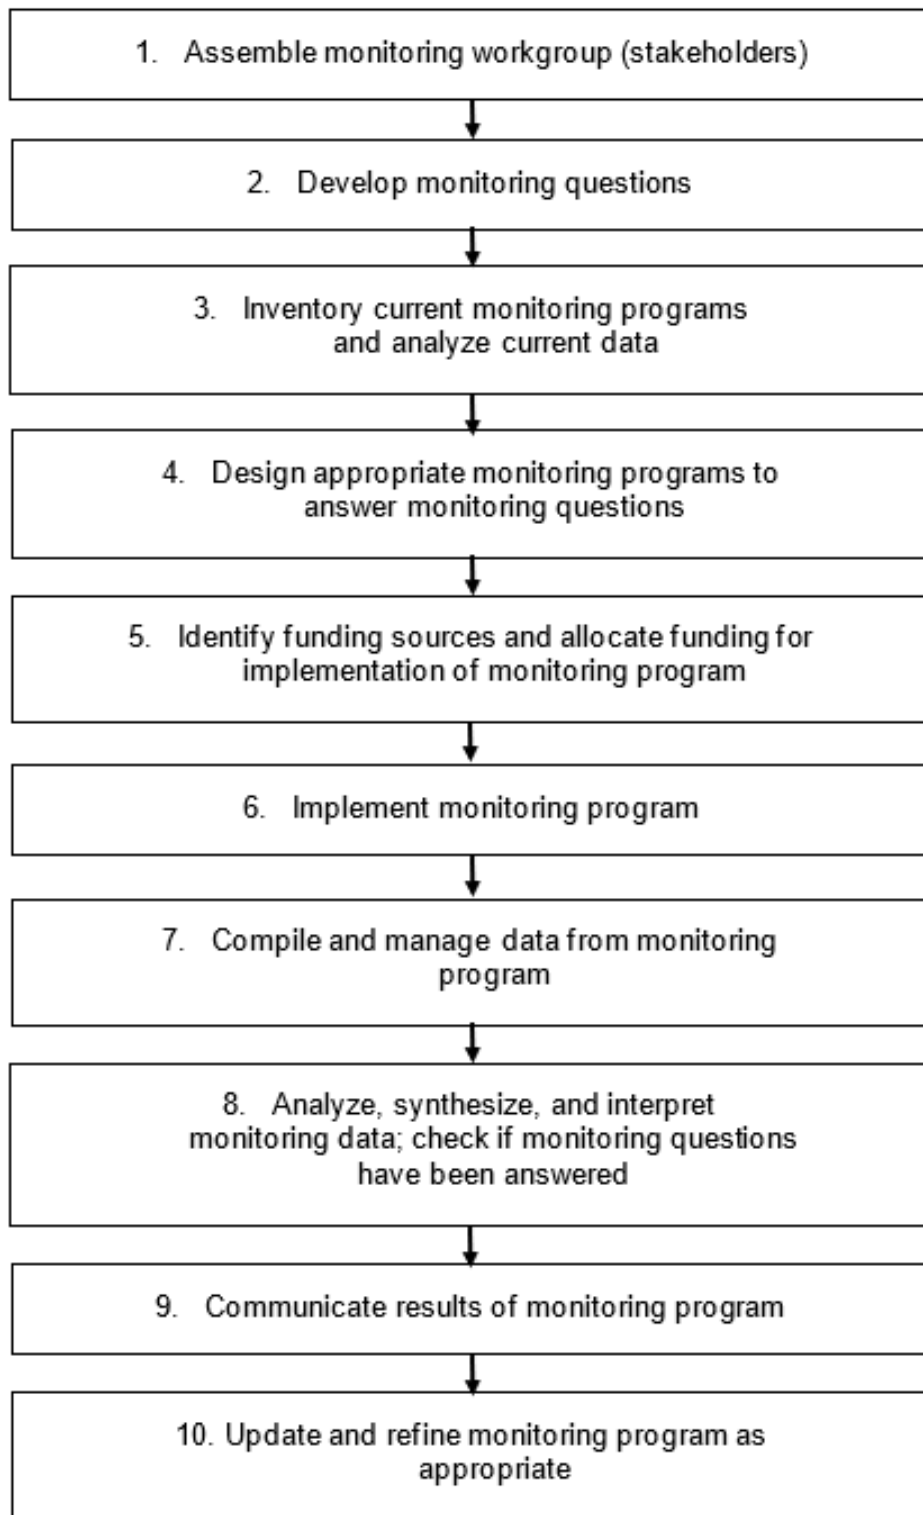 1. Assemble monitoring workgroup (stakeholders)
2. Develop monitoring questions
3. Inventory current monitoring programs
and analyze current data
4. Design appropriate monitoring programs to
answer monitoring questions
5. Identify funding sources and allocate funding for
implementation of monitoring program
6. Implement monitoring program
7. Compile and manage data from monitoring
program
8. Analyze, synthesize, and interpret
monitoring data; check if monitoring questions
have been answered
9. Communicate results of monitoring program
10. Update and refine monitoring program as
appropriate